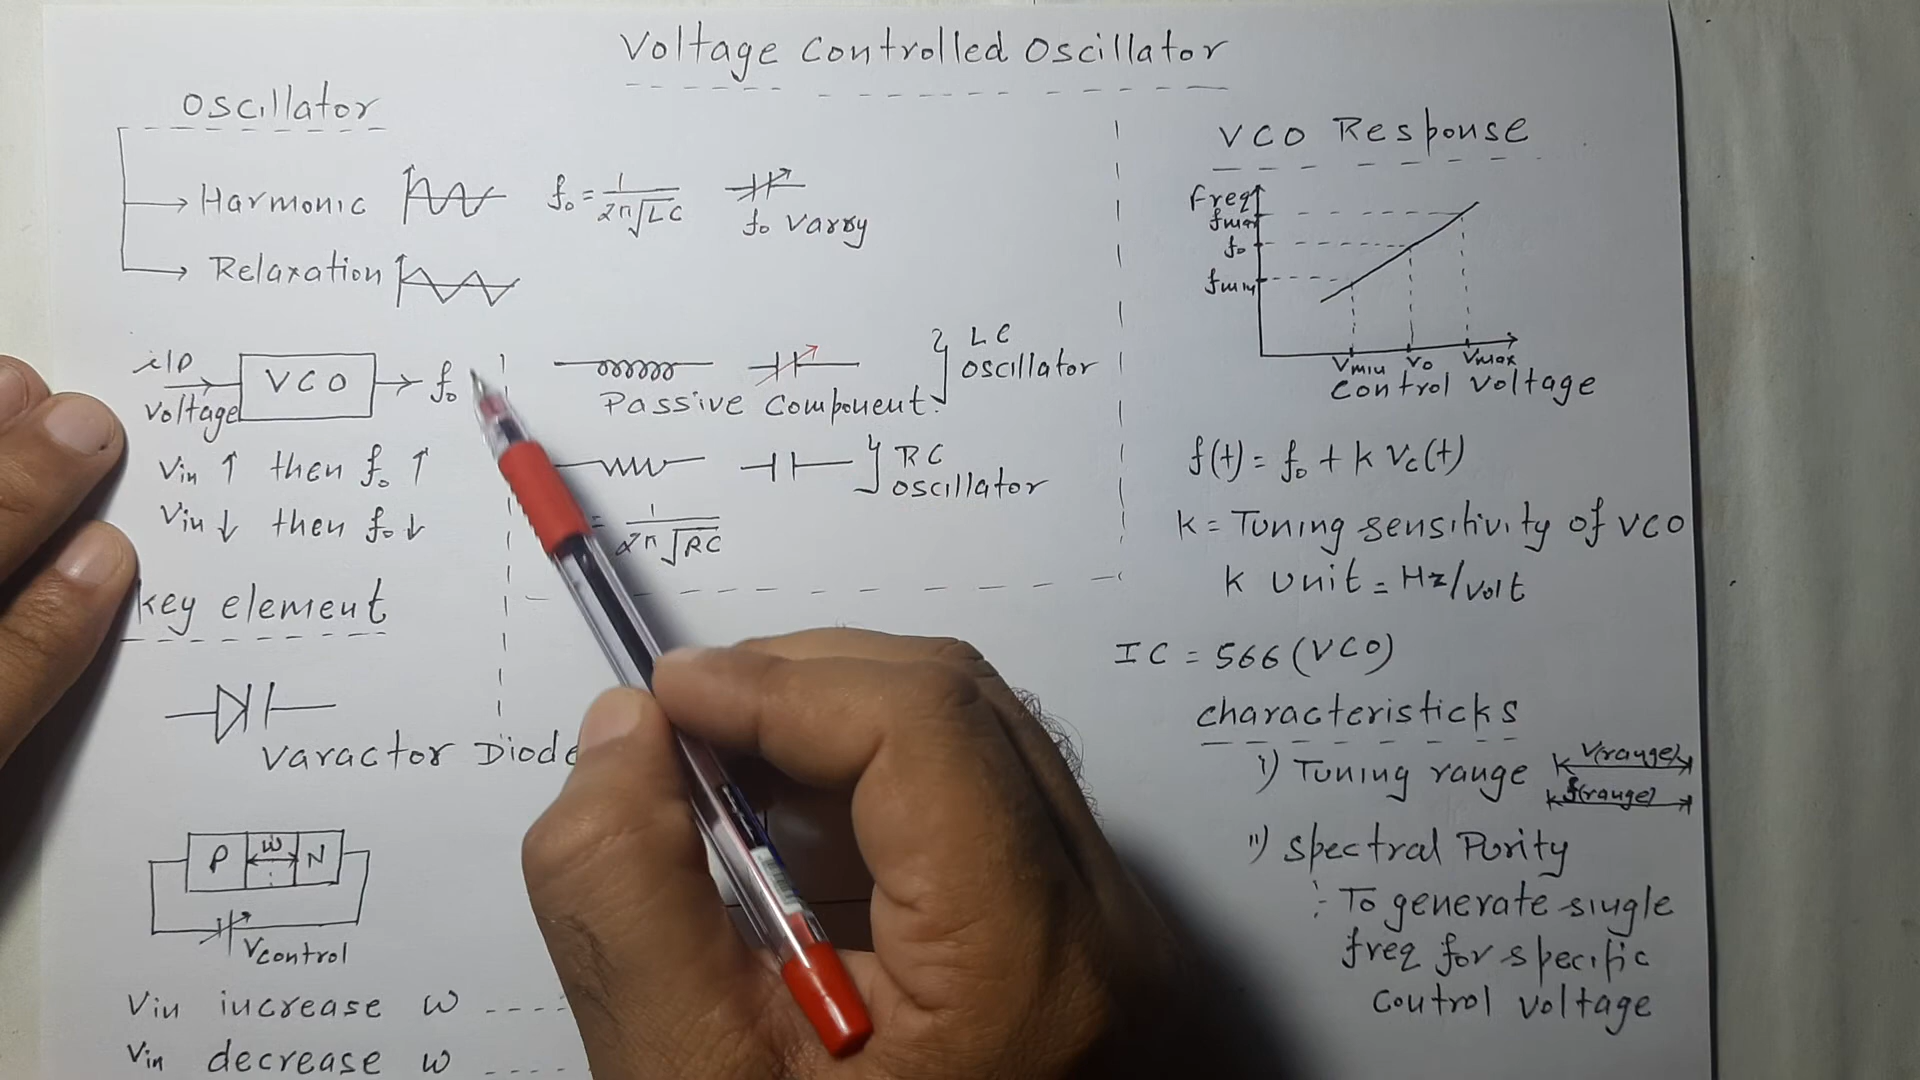 Voltage Controlled Oscillator
Oscillator
Harmonic
f₀ = 1/2π√LC
f₀ Varry
Relaxation
i/p
Voltage
VCO
f₀
Vin ↑ then f₀ ↑
Vin ↓ then f₀ ↓
Passive Component
LC
Oscillator
RC
Oscillator
= 1/2π√RC
Key element
Varactor Diode
P W N
Vcontrol
Vin increase W ----
Vin decrease W ----
VCO Response
Freq
fmax
f₀
fmin
Vmin V₀ Vmax
Control Voltage
f(t) = f₀ + K Vc(t)
K = Tuning sensitivity of VCO
K Unit = Hz/Volt
IC = 566 (VCO)
Characteristicks
i) Tuning range
V(range)
f(range)
ii) Spectral Purity
:- To generate single
freq for specific
Control Voltage